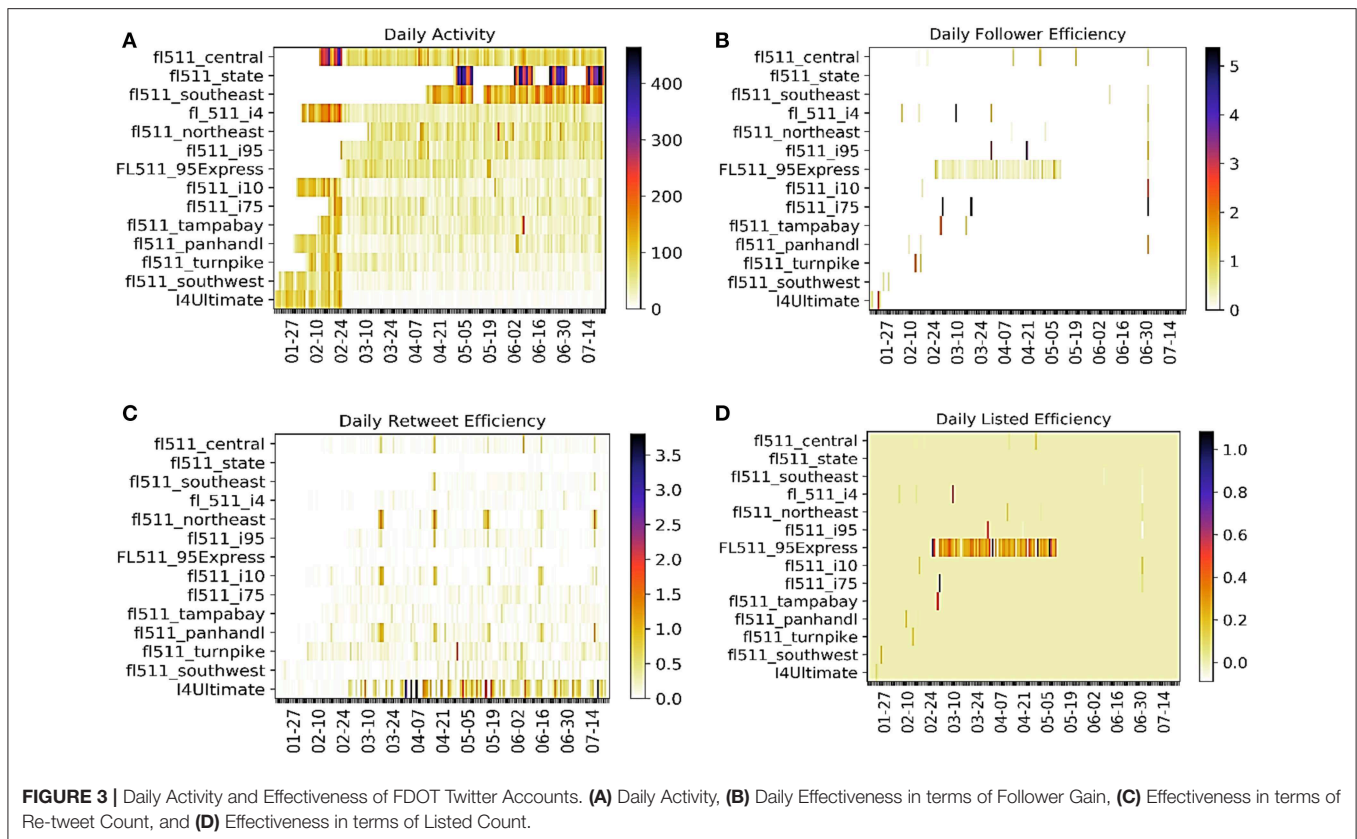 A
Daily Activity
fl511_central
fl511_state
fl511_southeast
fl_511_i4
fl511_northeast
fl511_i95
FL511_95Express
fl511_i10
fl511_i75
fl511_tampabay
fl511_panhandl
fl511_turnpike
fl511_southwest
I4Ultimate
400
300
200
100
0
01-27
02-10
02-24
03-10
03-24
04-07
04-21
05-05
05-19
06-02
06-16
06-30
07-14
B
Daily Follower Efficiency
fl511_central
fl511_state
fl511_southeast
fl_511_i4
fl511_northeast
fl511_i95
FL511_95Express
fl511_i10
fl511_i75
fl511_tampabay
fl511_panhandl
fl511_turnpike
fl511_southwest
I4Ultimate
5
4
3
2
1
0
01-27
02-10
02-24
03-10
03-24
04-07
04-21
05-05
05-19
06-02
06-16
06-30
07-14
C
Daily Retweet Efficiency
fl511_central
fl511_state
fl511_southeast
fl_511_i4
fl511_northeast
fl511_i95
FL511_95Express
fl511_i10
fl511_i75
fl511_tampabay
fl511_panhandl
fl511_turnpike
fl511_southwest
I4Ultimate
3.5
3.0
2.5
2.0
1.5
1.0
0.5
0.0
01-27
02-10
02-24
03-10
03-24
04-07
04-21
05-05
05-19
06-02
06-16
06-30
07-14
D
Daily Listed Efficiency
fl511_central
fl511_state
fl511_southeast
fl_511_i4
fl511_northeast
fl511_i95
FL511_95Express
fl511_i10
fl511_i75
fl511_tampabay
fl511_panhandl
fl511_turnpike
fl511_southwest
I4Ultimate
1.0
0.8
0.6
0.4
0.2
0.0
01-27
02-10
02-24
03-10
03-24
04-07
04-21
05-05
05-19
06-02
06-16
06-30
07-14
FIGURE 3 | Daily Activity and Effectiveness of FDOT Twitter Accounts. (A) Daily Activity, (B) Daily Effectiveness in terms of Follower Gain, (C) Effectiveness in terms of
Re-tweet Count, and (D) Effectiveness in terms of Listed Count.